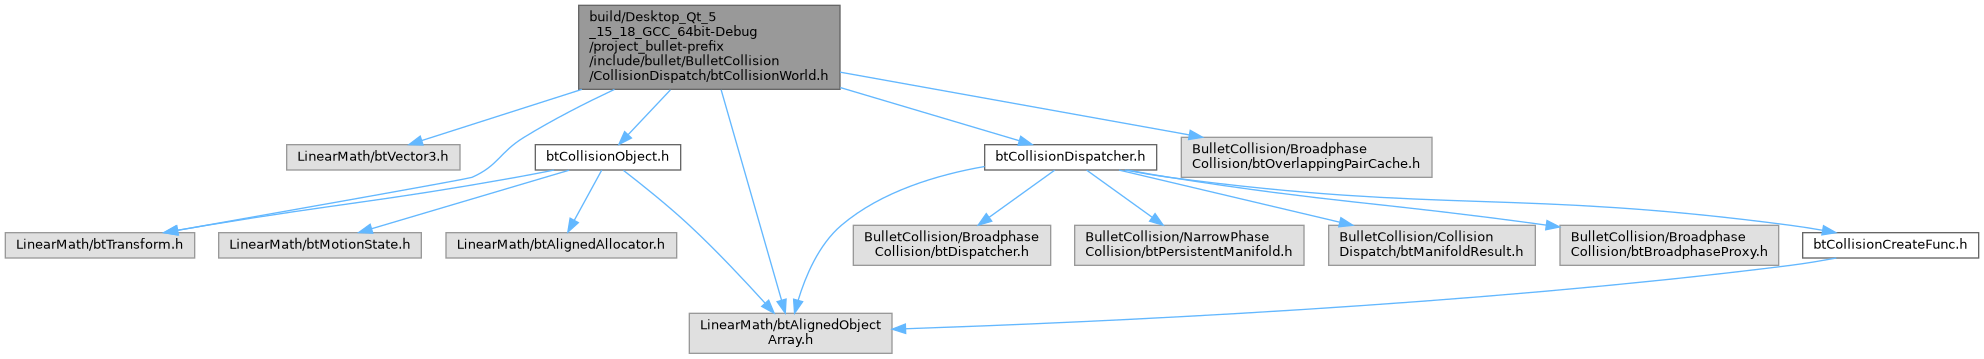 build/Desktop_Qt_5
_15_18_GCC_64bit-Debug
/project_bullet-prefix
/include/bullet/BulletCollision
/CollisionDispatch/btCollisionWorld.h
LinearMath/btVector3.h
btCollisionObject.h
btCollisionDispatcher.h
BulletCollision/Broadphase
Collision/btOverlappingPairCache.h
LinearMath/btTransform.h
LinearMath/btMotionState.h
LinearMath/btAlignedAllocator.h
BulletCollision/Broadphase
Collision/btDispatcher.h
BulletCollision/NarrowPhase
Collision/btPersistentManifold.h
BulletCollision/Collision
Dispatch/btManifoldResult.h
BulletCollision/Broadphase
Collision/btBroadphaseProxy.h
btCollisionCreateFunc.h
LinearMath/btAlignedObject
Array.h